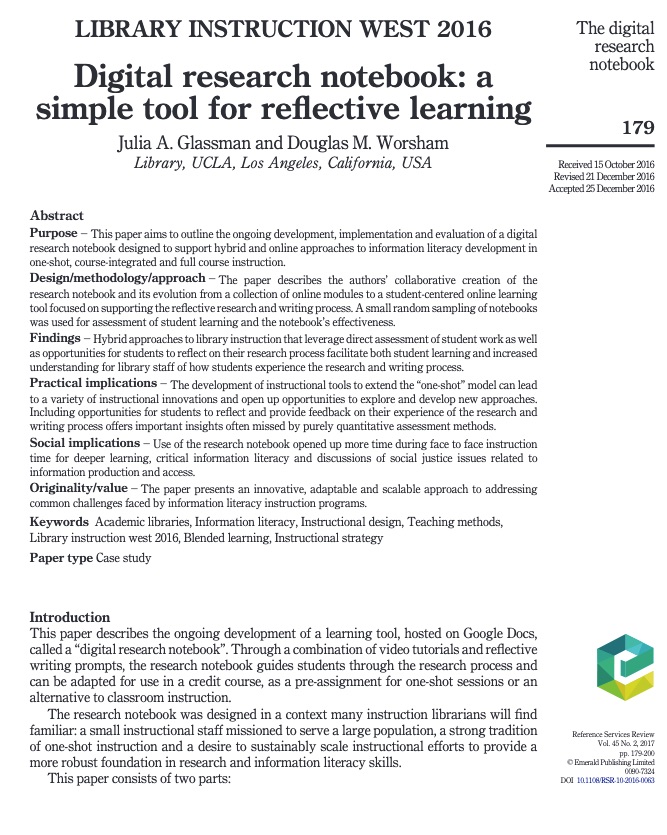 LIBRARY INSTRUCTION WEST 2016
Digital research notebook: a
simple tool for reflective learning
Julia A. Glassman and Douglas M. Worsham
Library, UCLA, Los Angeles, California, USA
The digital
research
notebook
179
Received 15 October 2016
Revised 21 December 2016
Accepted 25 December 2016
Abstract
Purpose – This paper aims to outline the ongoing development, implementation and evaluation of a digital
research notebook designed to support hybrid and online approaches to information literacy development in
one-shot, course-integrated and full course instruction.
Design/methodology/approach – The paper describes the authors' collaborative creation of the
research notebook and its evolution from a collection of online modules to a student-centered online learning
tool focused on supporting the reflective research and writing process. A small random sampling of notebooks
was used for assessment of student learning and the notebook's effectiveness.
Findings – Hybrid approaches to library instruction that leverage direct assessment of student work as well
as opportunities for students to reflect on their research process facilitate both student learning and increased
understanding for library staff of how students experience the research and writing process.
Practical implications – The development of instructional tools to extend the "one-shot" model can lead
to a variety of instructional innovations and open up opportunities to explore and develop new approaches.
Including opportunities for students to reflect and provide feedback on their experience of the research and
writing process offers important insights often missed by purely quantitative assessment methods.
Social implications – Use of the research notebook opened up more time during face to face instruction
time for deeper learning, critical information literacy and discussions of social justice issues related to
information production and access.
Originality/value – The paper presents an innovative, adaptable and scalable approach to addressing
common challenges faced by information literacy instruction programs.
Keywords Academic libraries, Information literacy, Instructional design, Teaching methods,
Library instruction west 2016, Blended learning, Instructional strategy
Paper type Case study
Introduction
This paper describes the ongoing development of a learning tool, hosted on Google Docs,
called a "digital research notebook". Through a combination of video tutorials and reflective
writing prompts, the research notebook guides students through the research process and
can be adapted for use in a credit course, as a pre-assignment for one-shot sessions or an
alternative to classroom instruction.
The research notebook was designed in a context many instruction librarians will find
familiar: a small instructional staff missioned to serve a large population, a strong tradition
of one-shot instruction and a desire to sustainably scale instructional efforts to provide a
more robust foundation in research and information literacy skills.
This paper consists of two parts:
Reference Services Review
Vol. 45 No. 2, 2017
pp. 179-200
© Emerald Publishing Limited
0090-7324
DOI 10.1108/RSR-10-2016-0063